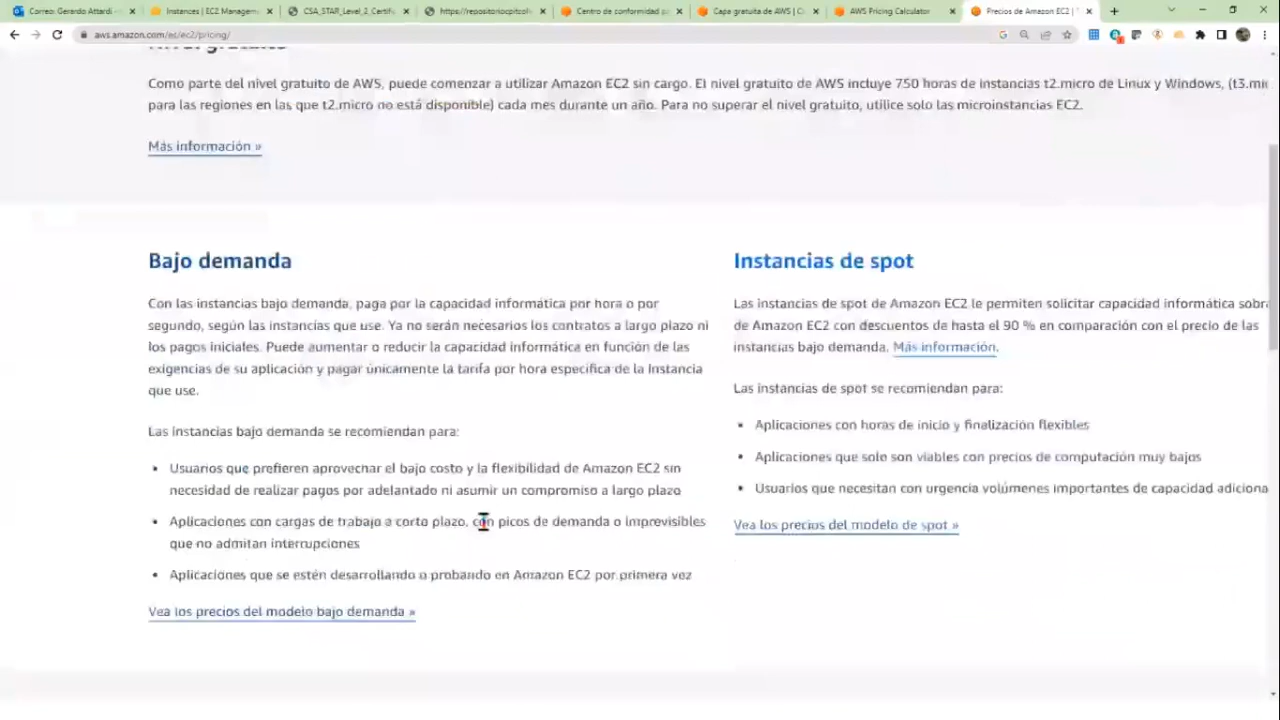 Correo: Gerardo Attardi
Instances | EC2 Managem
CSA_STAR_Level_2_Certifi
https://repositoriocpitcoll
Centro de conformidad p
Capa gratuita de AWS | C
AWS Pricing Calculator
Precios de Amazon EC2 |
aws.amazon.com/es/ec2/pricing/
Como parte del nivel gratuito de AWS, puede comenzar a utilizar Amazon EC2 sin cargo. El nivel gratuito de AWS incluye 750 horas de instancias t2.micro de Linux y Windows, (t3.mic
para las regiones en las que t2.micro no está disponible) cada mes durante un año. Para no superar el nivel gratuito, utilice solo las microinstancias EC2.
Más información »
Bajo demanda
Con las instancias bajo demanda, paga por la capacidad informática por hora o por
segundo, según las instancias que use. Ya no serán necesarios los contratos a largo plazo ni
los pagos iniciales. Puede aumentar o reducir la capacidad informática en función de las
exigencias de su aplicación y pagar únicamente la tarifa por hora especifica de la Instancia
que use.
Las instancias bajo demanda se recomiendan para:
• Usuarios que prefieren aprovechar el bajo costo y la flexibilidad de Amazon EC2 sin
necesidad de realizar pagos por adelantado ni asumir un compromiso a largo plazo
• Aplicaciones con cargas de trabajo a corto plazo, con picos de demanda o imprevisibles
que no admitan interrupciones
• Aplicaciones que se estén desarrollando o probando en Amazon EC2 por primera vez
Vea los precios del modelo bajo demanda »
Instancias de spot
Las instancias de spot de Amazon EC2 le permiten solicitar capacidad informática sobra
de Amazon EC2 con descuentos de hasta el 90 % en comparación con el precio de las
instancias bajo demanda. Más información.
Las instancias de spot se recomiendan para:
• Aplicaciones con horas de inicio y finalización flexibles
• Aplicaciones que solo son viables con precios de computación muy bajos
• Usuarios que necesitan con urgencia volúmenes importantes de capacidad adiciona
Vea los precios del modelo de spot »